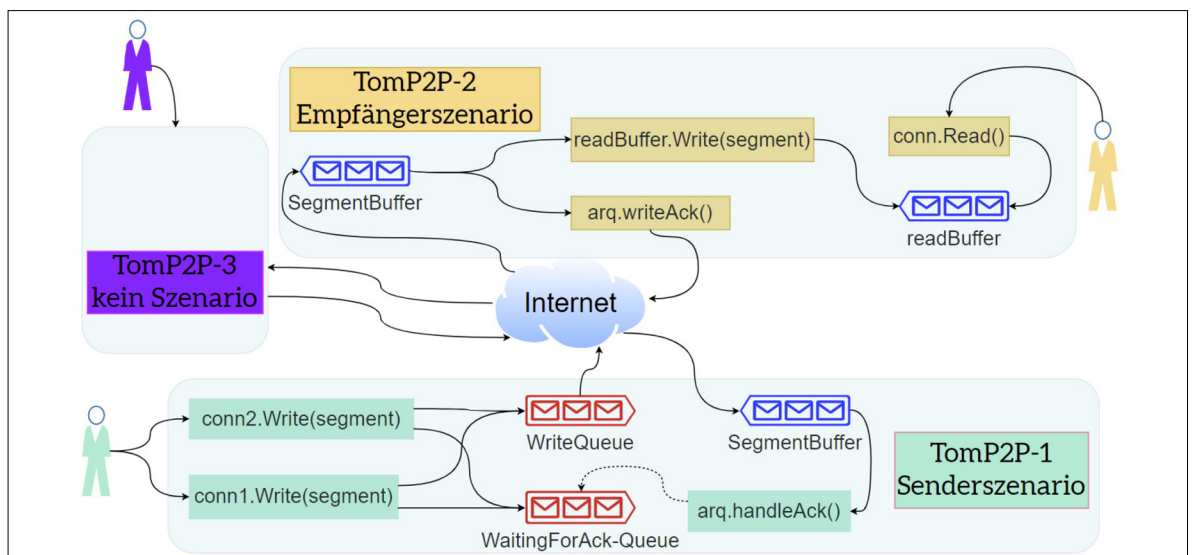 TomP2P-2
Empfängerszenario
readBuffer.Write(segment)
conn.Read()
SegmentBuffer
arq.writeAck()
readBuffer
TomP2P-3
kein Szenario
Internet
conn2.Write(segment)
WriteQueue
SegmentBuffer
TomP2P-1
Senderszenario
conn1.Write(segment)
arq.handleAck()
WaitingForAck-Queue